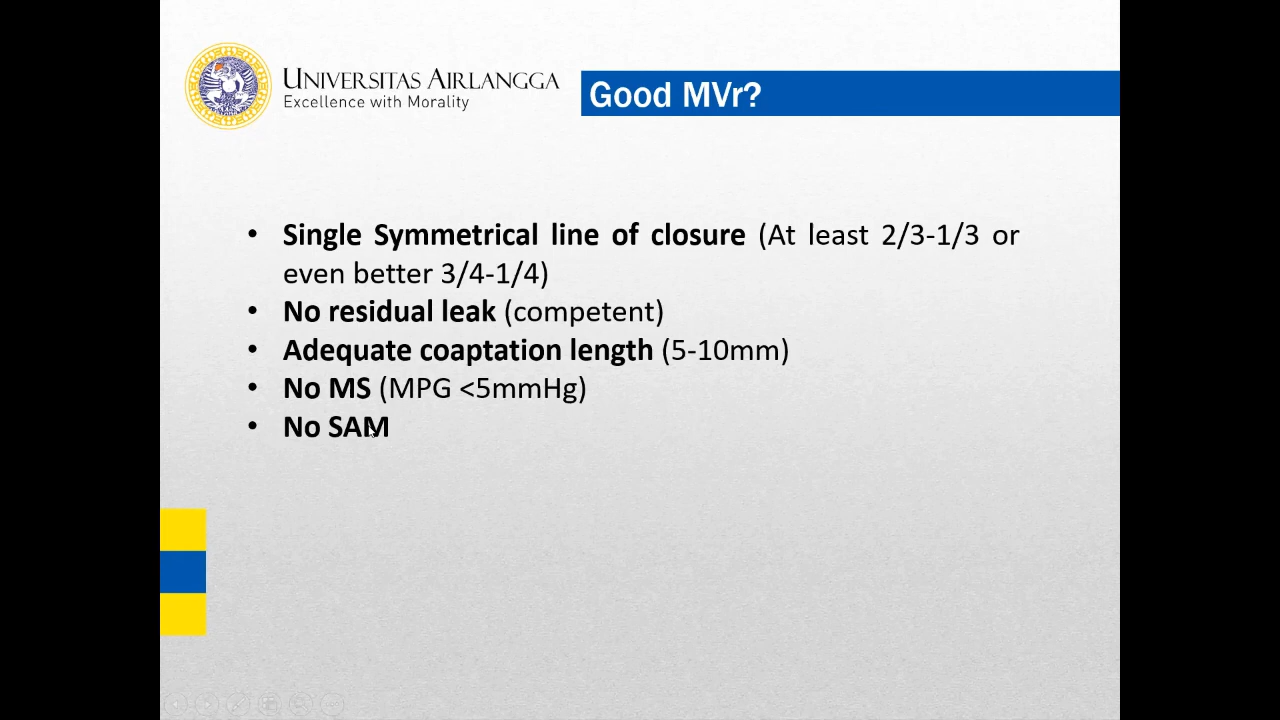 UNIVERSITAS AIRLANGGA
Excellence with Morality
Good MVr?
• Single Symmetrical line of closure (At least 2/3-1/3 or
even better 3/4-1/4)
• No residual leak (competent)
• Adequate coaptation length (5-10mm)
• No MS (MPG <5mmHg)
• No SAM